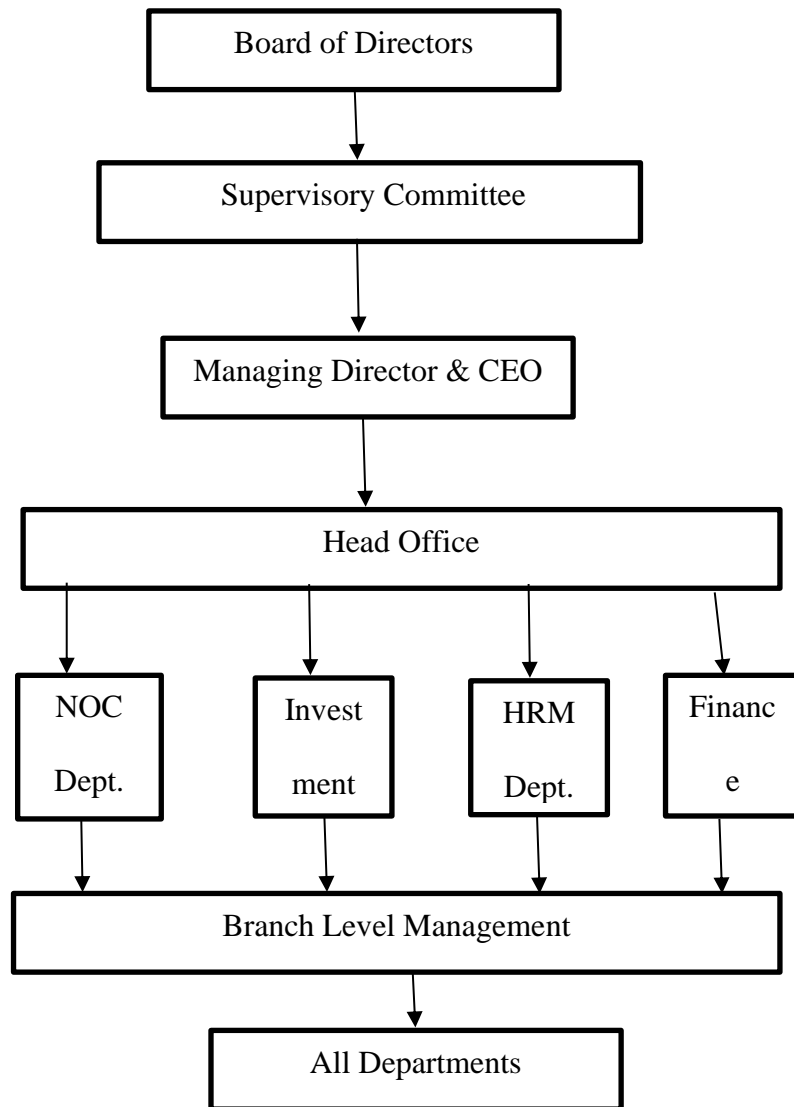 Board of Directors
Supervisory Committee
Managing Director & CEO
Head Office
NOC
Dept.
Invest
ment
HRM
Dept.
Financ
e
Branch Level Management
All Departments